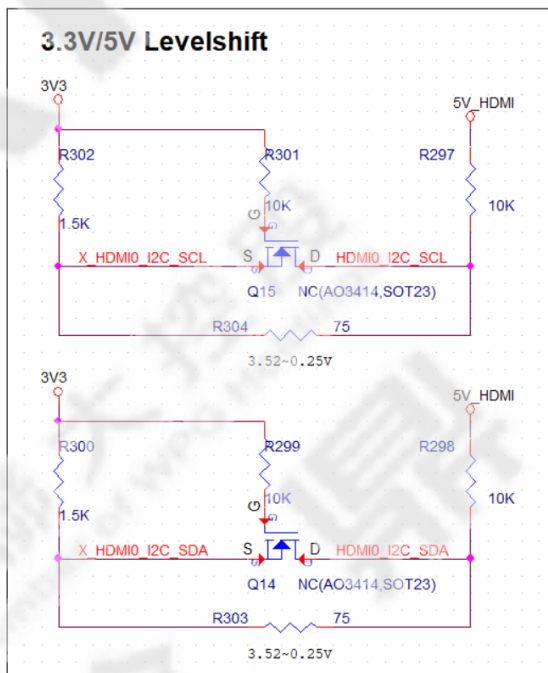 3.3V/5V Levelshift
3V3
5V_HDMI
R302
R301
R297
10K
10K
1.5K
G
G
X_HDMI0_I2C_SCL
S
D
HDMI0_I2C_SCL
S
D
Q15
NC(AO3414,SOT23)
R304
75
3.52~0.25V
3V3
5V_HDMI
R300
R299
R298
10K
10K
1.5K
G
G
X_HDMI0_I2C_SDA
S
D
HDMI0_I2C_SDA
S
D
Q14
NC(AO3414,SOT23)
R303
75
3.52~0.25V